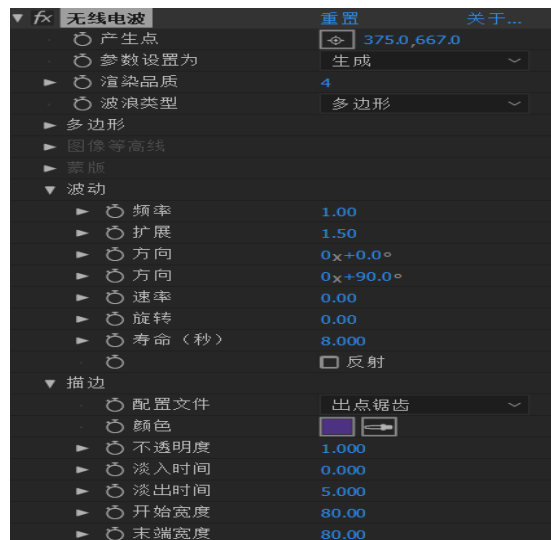 fx 无线电波 重置 关于...
产生点 375.0,667.0
参数设置为 生成
渲染品质 4
波浪类型 多边形
多边形
图像等高线
蒙版
波动
频率 1.00
扩展 1.50
方向 0x+0.0°
方向 0x+90.0°
速率 0.00
旋转 0.00
寿命（秒） 8.000
反射
描边
配置文件 出点锯齿
颜色
不透明度 1.000
淡入时间 0.000
淡出时间 5.000
开始宽度 80.00
末端宽度 80.00